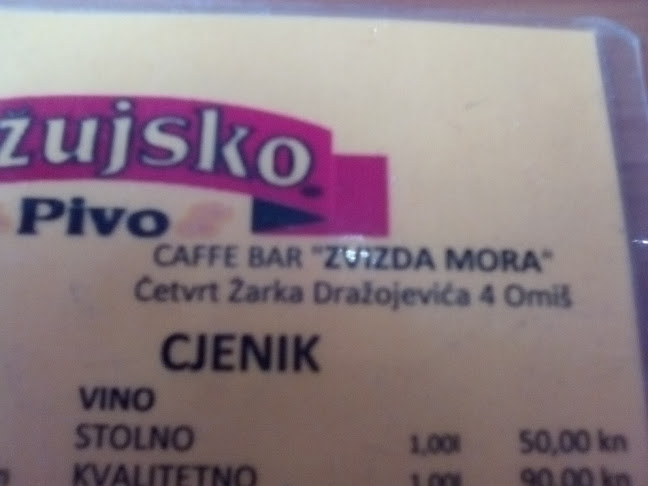 žujsko
Pivo
CAFFE BAR "ZVIZDA MORA"
Četvrt Žarka Dražojevića 4 Omiš
CJENIK
VINO
STOLNO 1,00l 50,00 kn
KVALITETNO 1,00l 90,00 kn